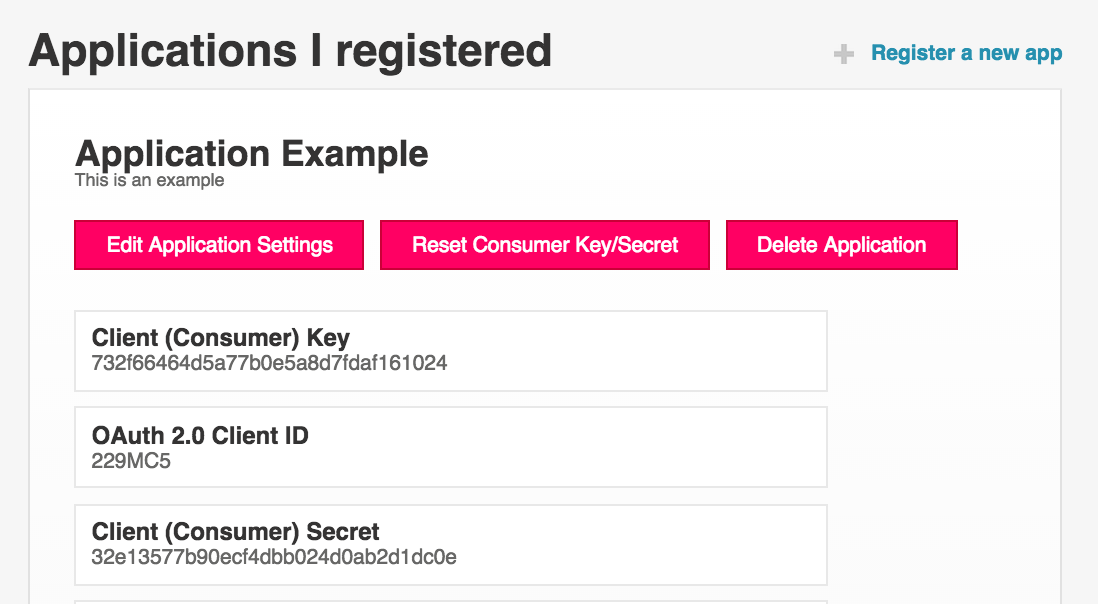 Applications I registered
Register a new app
Application Example
This is an example
Edit Application Settings
Reset Consumer Key/Secret
Delete Application
Client (Consumer) Key
732f66464d5a77b0e5a8d7fdaf161024
OAuth 2.0 Client ID
229MC5
Client (Consumer) Secret
32e13577b90ecf4dbb024d0ab2d1dc0e